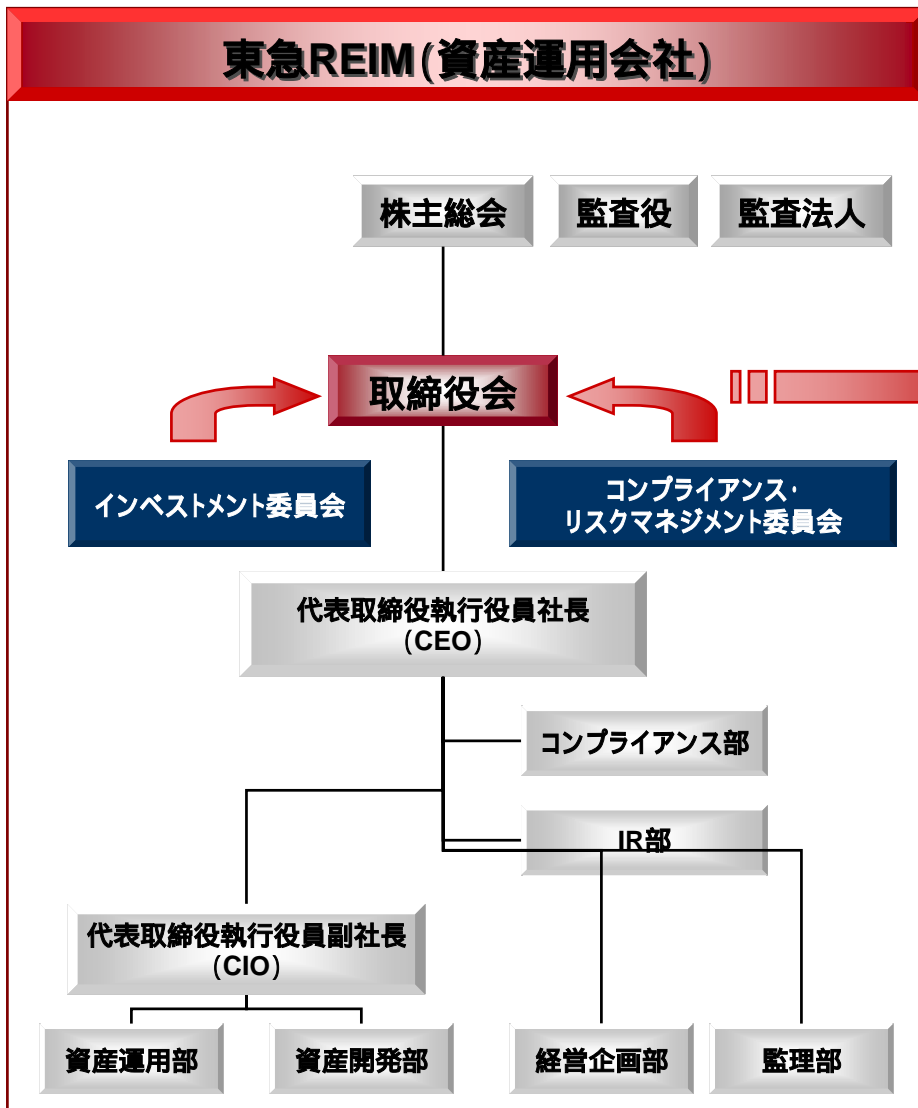 東急REIM(資産運用会社)
株主総会
監査役
監査法人
取締役会
インベストメント委員会
コンプライアンス・
リスクマネジメント委員会
代表取締役執行役員社長
(CEO)
コンプライアンス部
IR部
代表取締役執行役員副社長
(CIO)
資産運用部
資産開発部
経営企画部
監理部